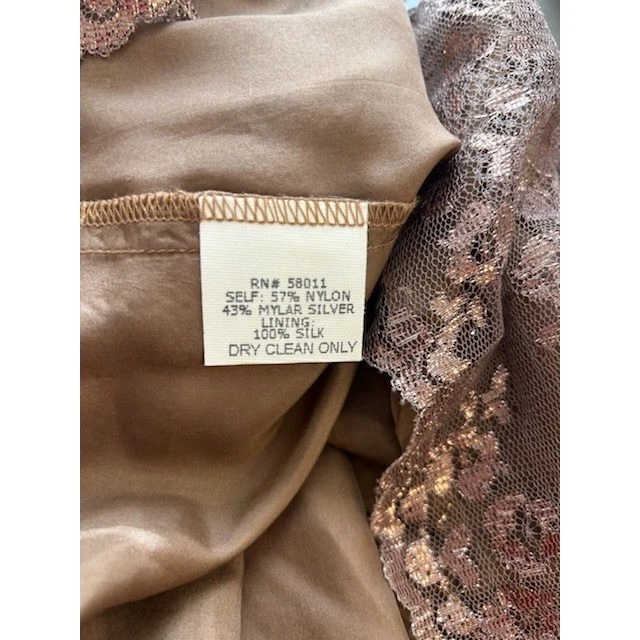 RN# 58011
SELF: 57% NYLON
43% MYLAR SILVER
LINING:
100% SILK
DRY CLEAN ONLY